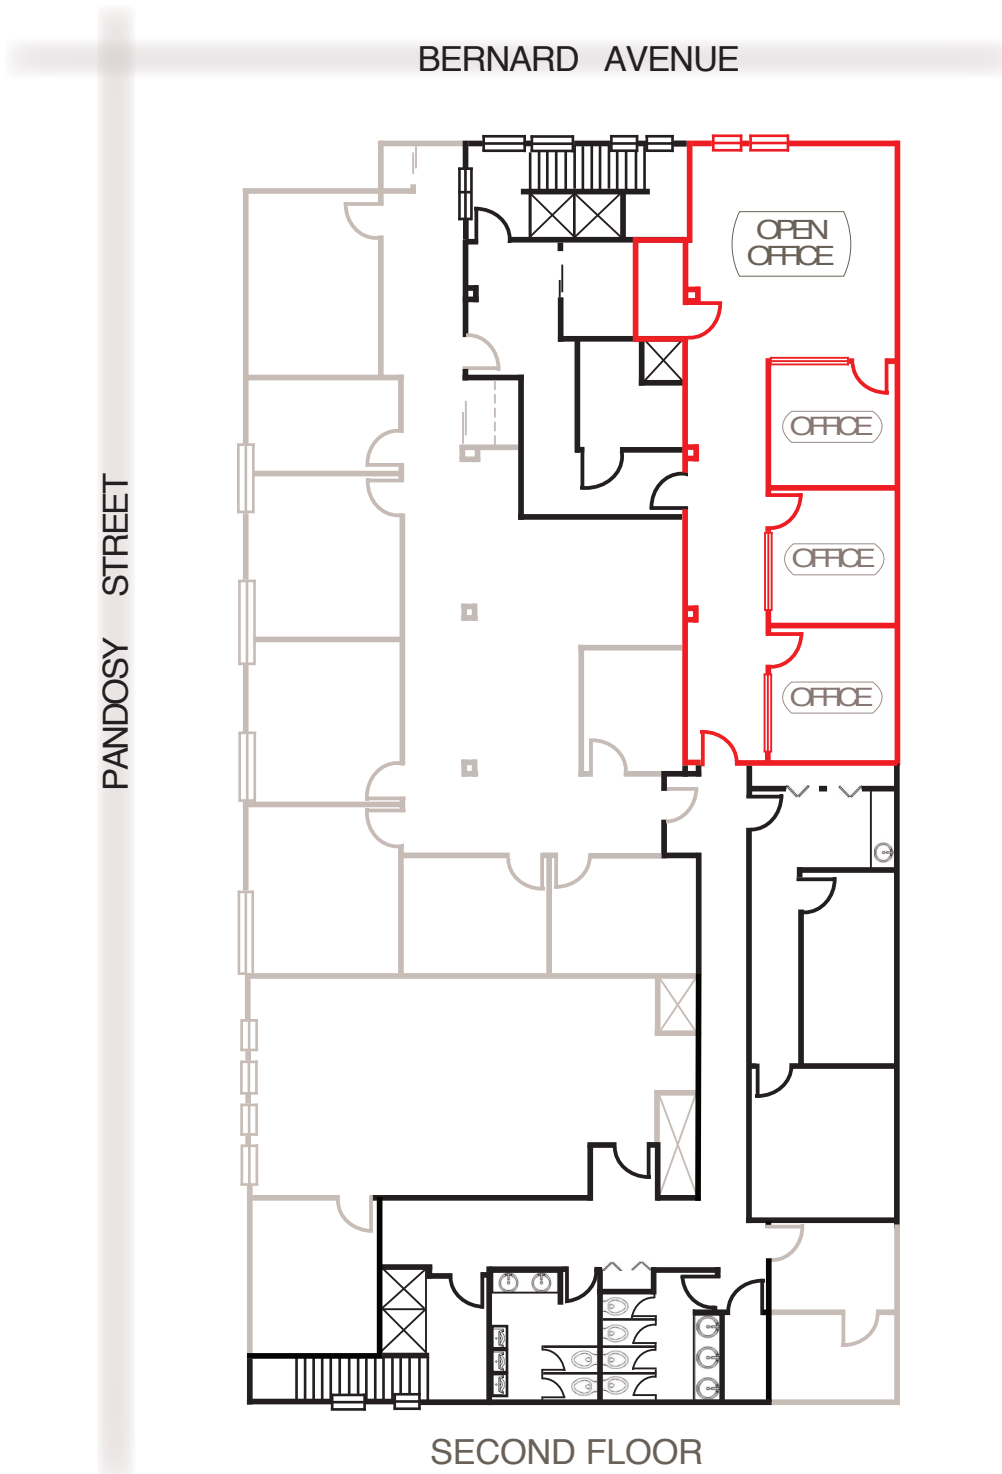 BERNARD AVENUE
OPEN
OFFICE
OFFICE
PANDOSY STREET
OFFICE
OFFICE
SECOND FLOOR